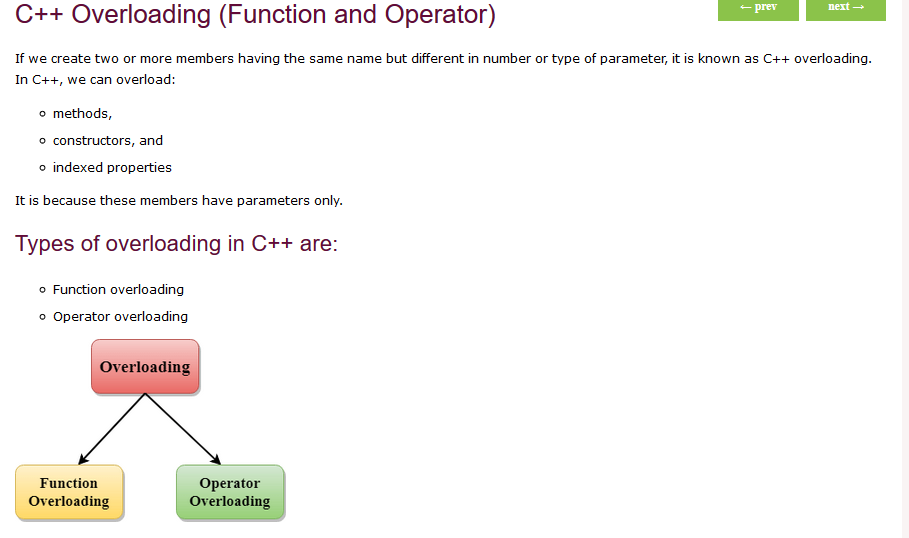 C++ Overloading (Function and Operator)
← prev
next →
If we create two or more members having the same name but different in number or type of parameter, it is known as C++ overloading.
In C++, we can overload:
methods,
constructors, and
indexed properties
It is because these members have parameters only.
Types of overloading in C++ are:
Function overloading
Operator overloading
Overloading
Function
Overloading
Operator
Overloading